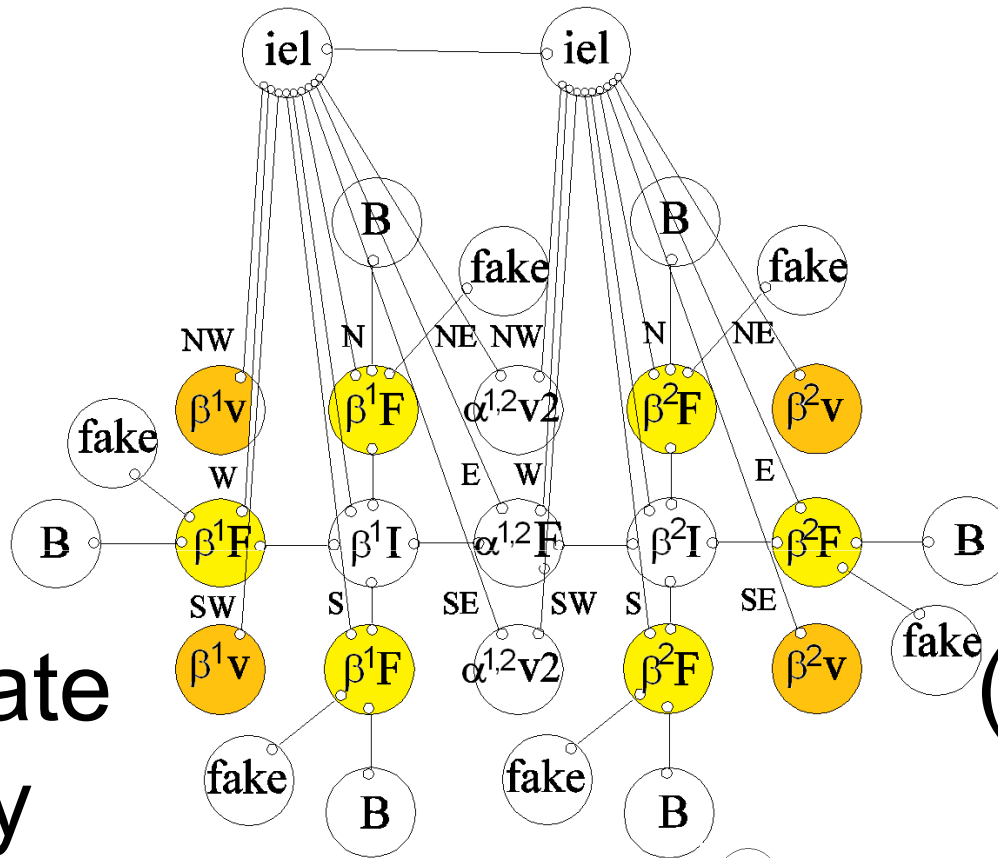 iel iel
B B
fake fake
NW N NE NW N NE
β¹v β¹F α¹,²v2 β²F β²v
fake
W E W E
B β¹F β¹I α¹,²F β²I β²F B
SW S SE SW S SE
fake
β¹v β¹F α¹,²v2 β²F β²v
ate (
fake fake
y B B